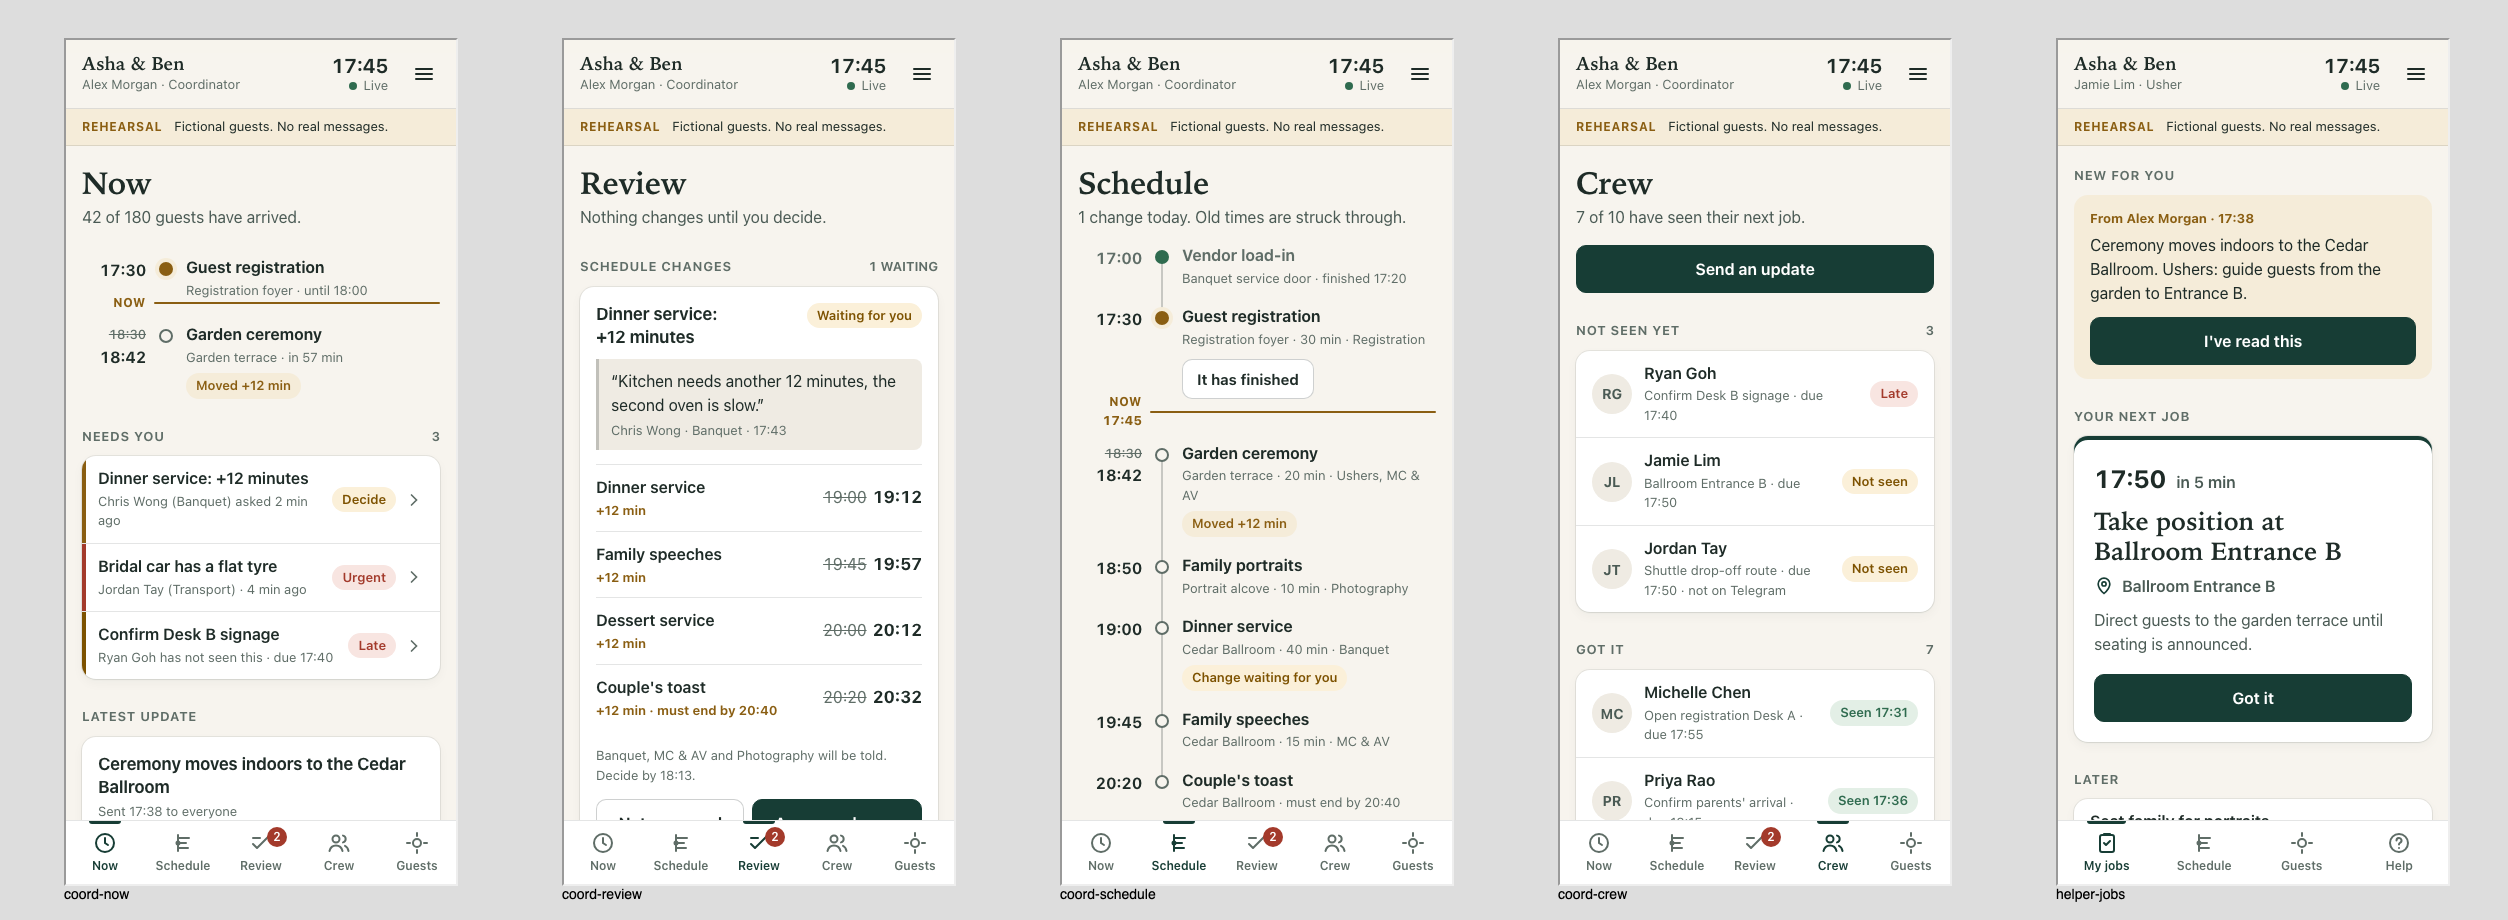 Asha & Ben
Alex Morgan · Coordinator
17:45
Live
REHEARSAL Fictional guests. No real messages.
Now
42 of 180 guests have arrived.
17:30 Guest registration
Registration foyer · until 18:00
NOW
18:30 Garden ceremony
18:42 Garden terrace · in 57 min
Moved +12 min
NEEDS YOU 3
Dinner service: +12 minutes
Chris Wong (Banquet) asked 2 min
ago
Decide
Bridal car has a flat tyre
Jordan Tay (Transport) · 4 min ago
Urgent
Confirm Desk B signage
Ryan Goh has not seen this · due 17:40
Late
LATEST UPDATE
Ceremony moves indoors to the Cedar
Ballroom
Sent 17:38 to everyone
2
Now Schedule Review Crew Guests
coord-now
Asha & Ben
Alex Morgan · Coordinator
17:45
Live
REHEARSAL Fictional guests. No real messages.
Review
Nothing changes until you decide.
SCHEDULE CHANGES 1 WAITING
Dinner service:
+12 minutes
Waiting for you
“Kitchen needs another 12 minutes, the
second oven is slow.”
Chris Wong · Banquet · 17:43
Dinner service 19:00 19:12
+12 min
Family speeches 19:45 19:57
+12 min
Dessert service 20:00 20:12
+12 min
Couple's toast 20:20 20:32
+12 min · must end by 20:40
Banquet, MC & AV and Photography will be told.
Decide by 18:13.
2
Now Schedule Review Crew Guests
coord-review
Asha & Ben
Alex Morgan · Coordinator
17:45
Live
REHEARSAL Fictional guests. No real messages.
Schedule
1 change today. Old times are struck through.
17:00 Vendor load-in
Banquet service door · finished 17:20
17:30 Guest registration
Registration foyer · 30 min · Registration
It has finished
NOW
17:45
18:30 Garden ceremony
18:42 Garden terrace · 20 min · Ushers, MC &
AV
Moved +12 min
18:50 Family portraits
Portrait alcove · 10 min · Photography
19:00 Dinner service
Cedar Ballroom · 40 min · Banquet
Change waiting for you
19:45 Family speeches
Cedar Ballroom · 15 min · MC & AV
20:20 Couple's toast
Cedar Ballroom · must end by 20:40
2
Now Schedule Review Crew Guests
coord-schedule
Asha & Ben
Alex Morgan · Coordinator
17:45
Live
REHEARSAL Fictional guests. No real messages.
Crew
7 of 10 have seen their next job.
Send an update
NOT SEEN YET 3
RG
Ryan Goh
Confirm Desk B signage · due
17:40
Late
JL
Jamie Lim
Ballroom Entrance B · due
17:50
Not seen
JT
Jordan Tay
Shuttle drop-off route · due
17:50 · not on Telegram
Not seen
GOT IT 7
MC
Michelle Chen
Open registration Desk A ·
due 17:55
Seen 17:31
PR
Priya Rao
Confirm parents' arrival ·
Seen 17:36
2
Now Schedule Review Crew Guests
coord-crew
Asha & Ben
Jamie Lim · Usher
17:45
Live
REHEARSAL Fictional guests. No real messages.
NEW FOR YOU
From Alex Morgan · 17:38
Ceremony moves indoors to the Cedar
Ballroom. Ushers: guide guests from the
garden to Entrance B.
I've read this
YOUR NEXT JOB
17:50 in 5 min
Take position at
Ballroom Entrance B
Ballroom Entrance B
Direct guests to the garden terrace until
seating is announced.
Got it
LATER
My jobs Schedule Guests Help
helper-jobs